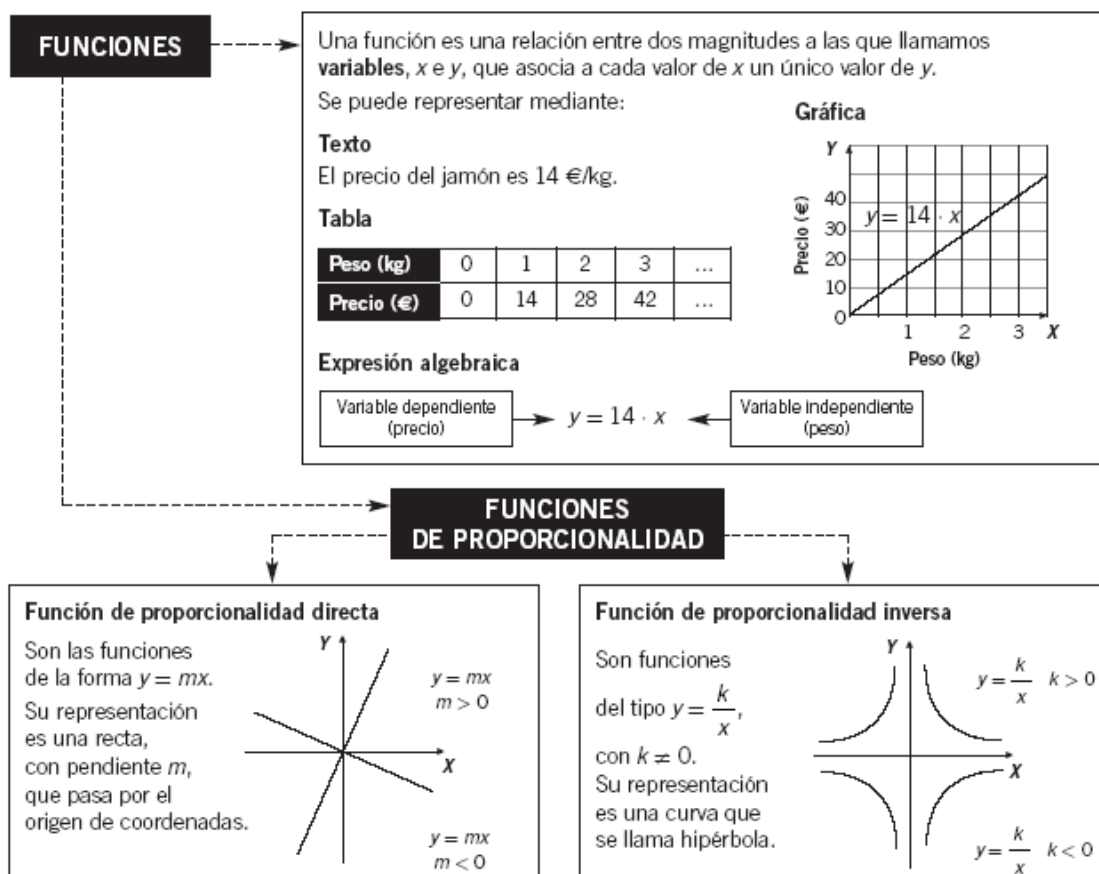 FUNCIONES
Una función es una relación entre dos magnitudes a las que llamamos
variables, x e y, que asocia a cada valor de x un único valor de y.
Se puede representar mediante:
Texto
El precio del jamón es 14 €/kg.
Tabla
Peso (kg) 0 1 2 3 ...
Precio (€) 0 14 28 42 ...
Gráfica
Y
Precio (€)
40
30
20
10
0
y = 14 · x
1 2 3 X
Peso (kg)
Expresión algebraica
Variable dependiente
(precio)
y = 14 · x
Variable independiente
(peso)
FUNCIONES
DE PROPORCIONALIDAD
Función de proporcionalidad directa
Son las funciones
de la forma y = mx.
Su representación
es una recta,
con pendiente m,
que pasa por el
origen de coordenadas.
Y
X
y = mx
m > 0
y = mx
m < 0
Función de proporcionalidad inversa
Son funciones
del tipo y = k/x,
con k ≠ 0.
Su representación
es una curva que
se llama hipérbola.
Y
X
y = k/x k > 0
y = k/x k < 0